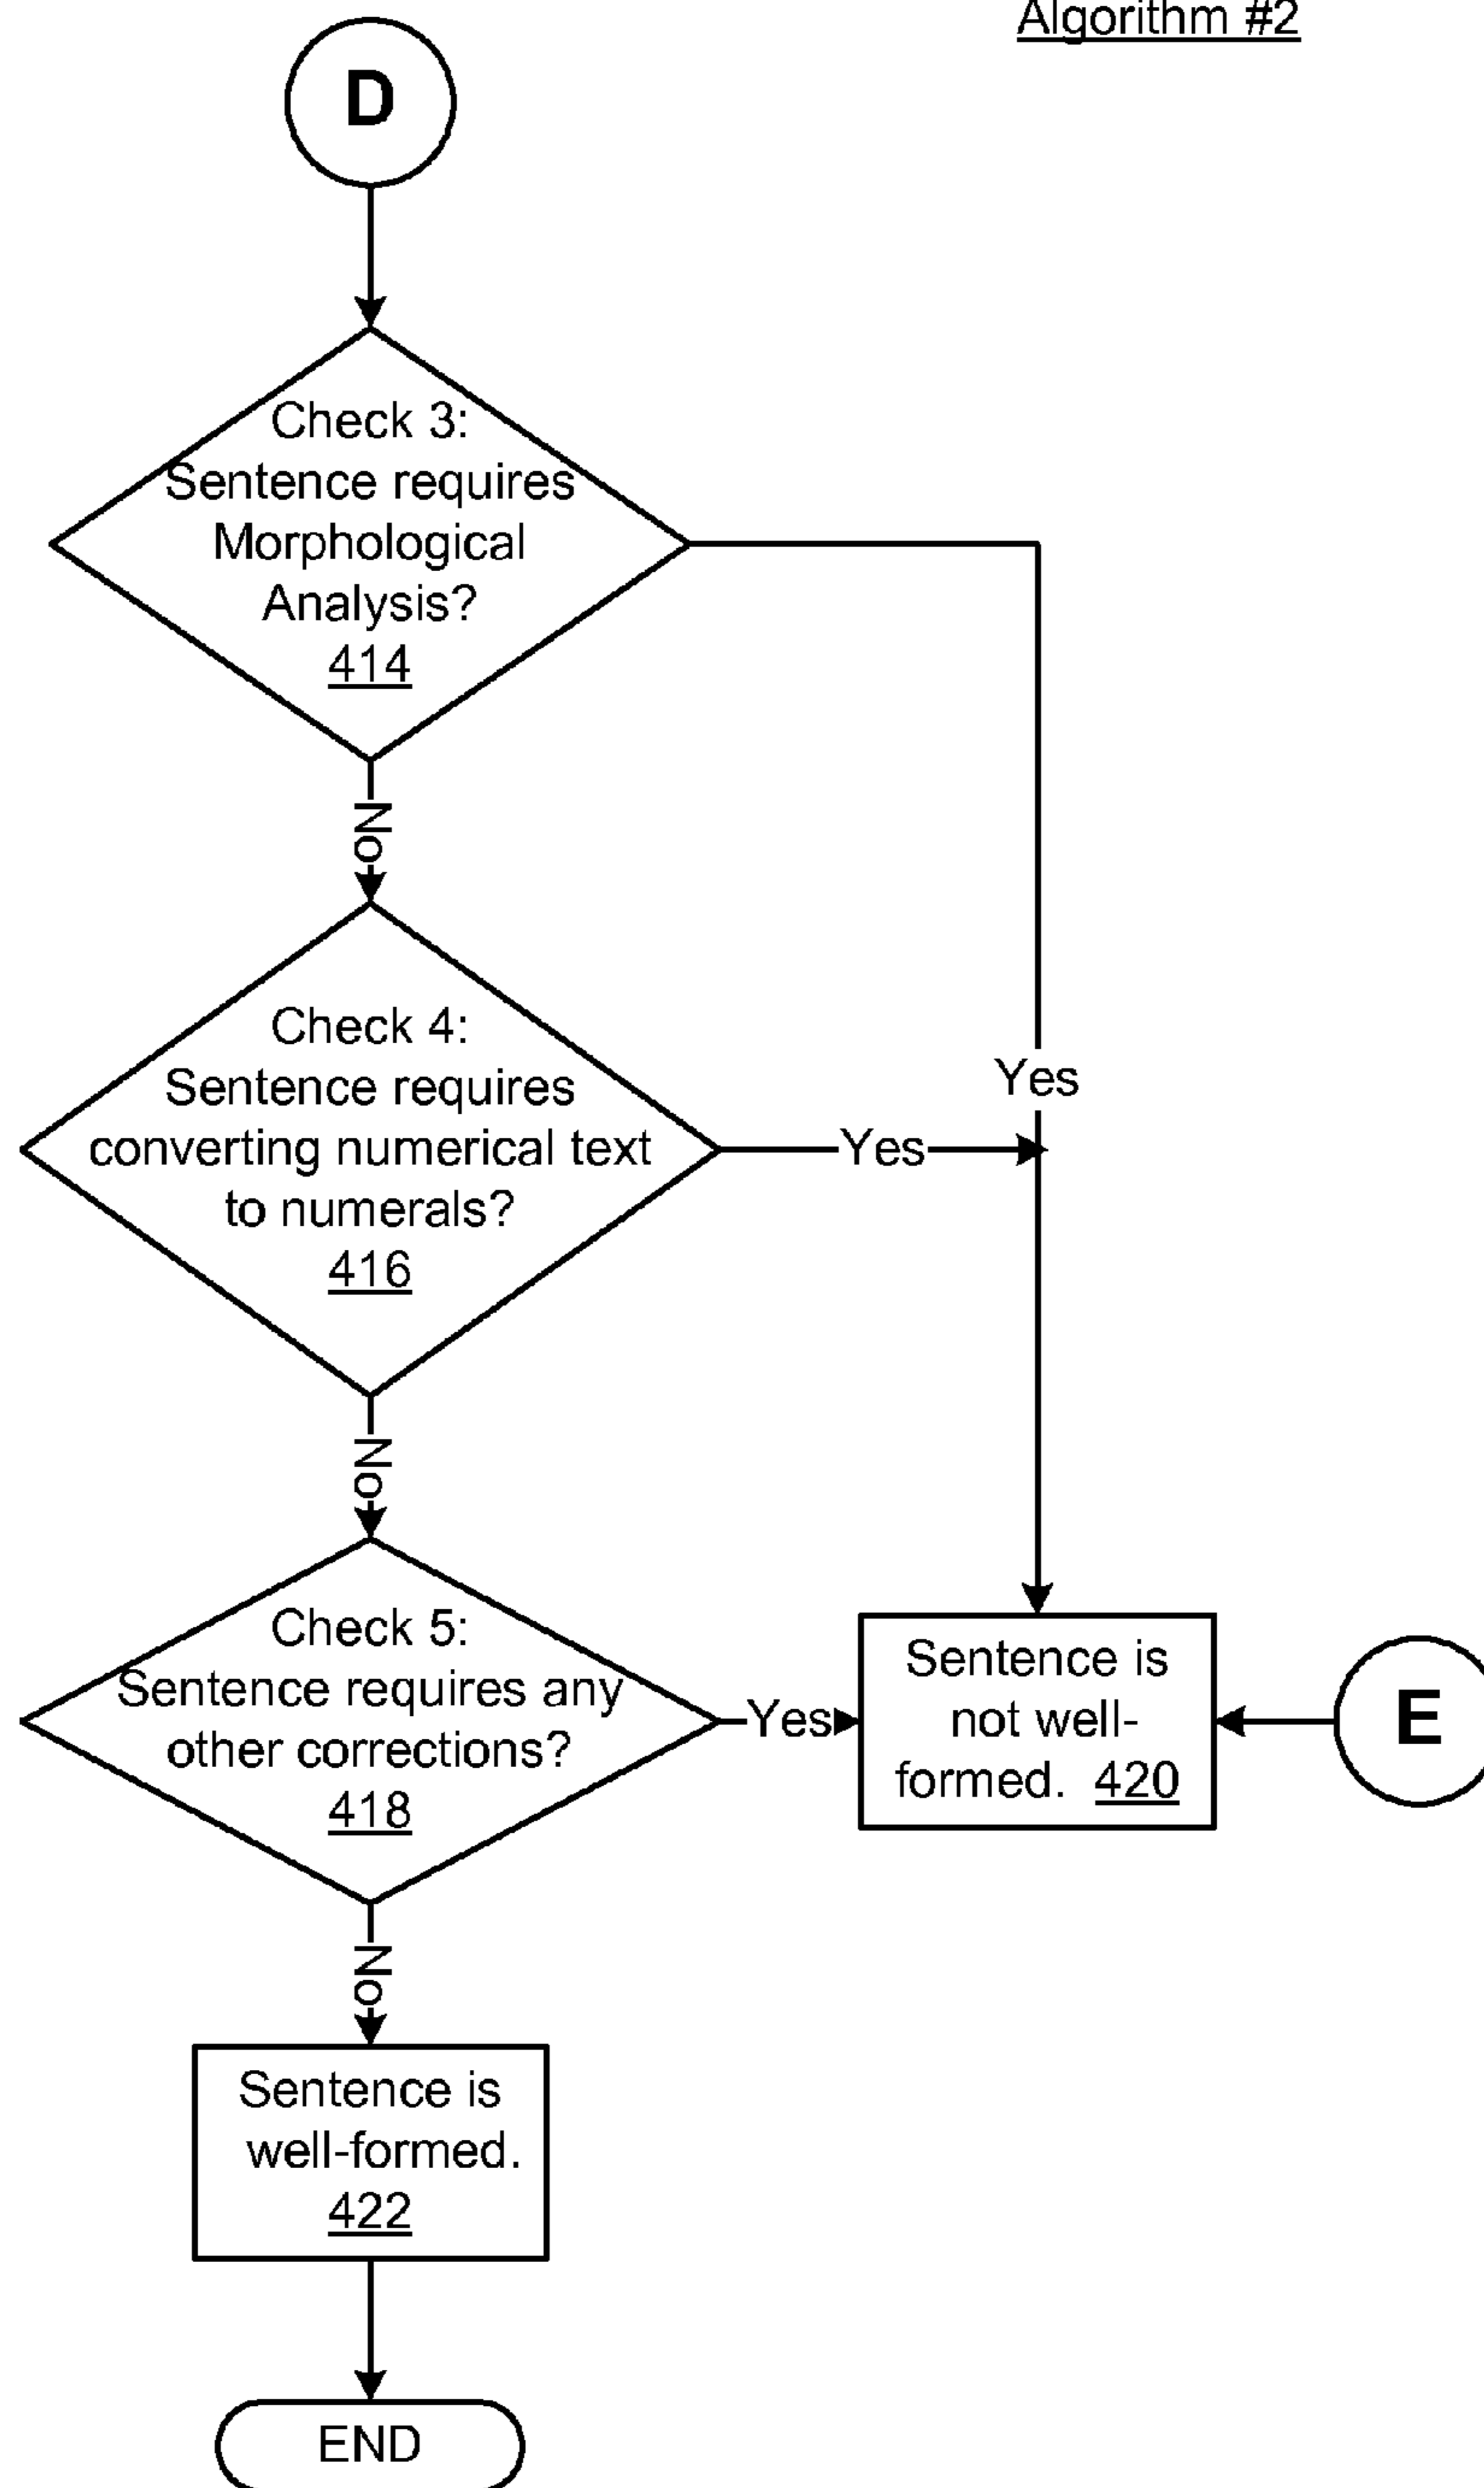 Algorithm #2
D
Check 3:
Sentence requires
Morphological
Analysis?
414
No
Yes
Check 4:
Sentence requires
converting numerical text
to numerals?
416
Yes
No
Check 5:
Sentence requires any
other corrections?
418
Yes
Sentence is
not well-
formed. 420
E
No
Sentence is
well-formed.
422
END